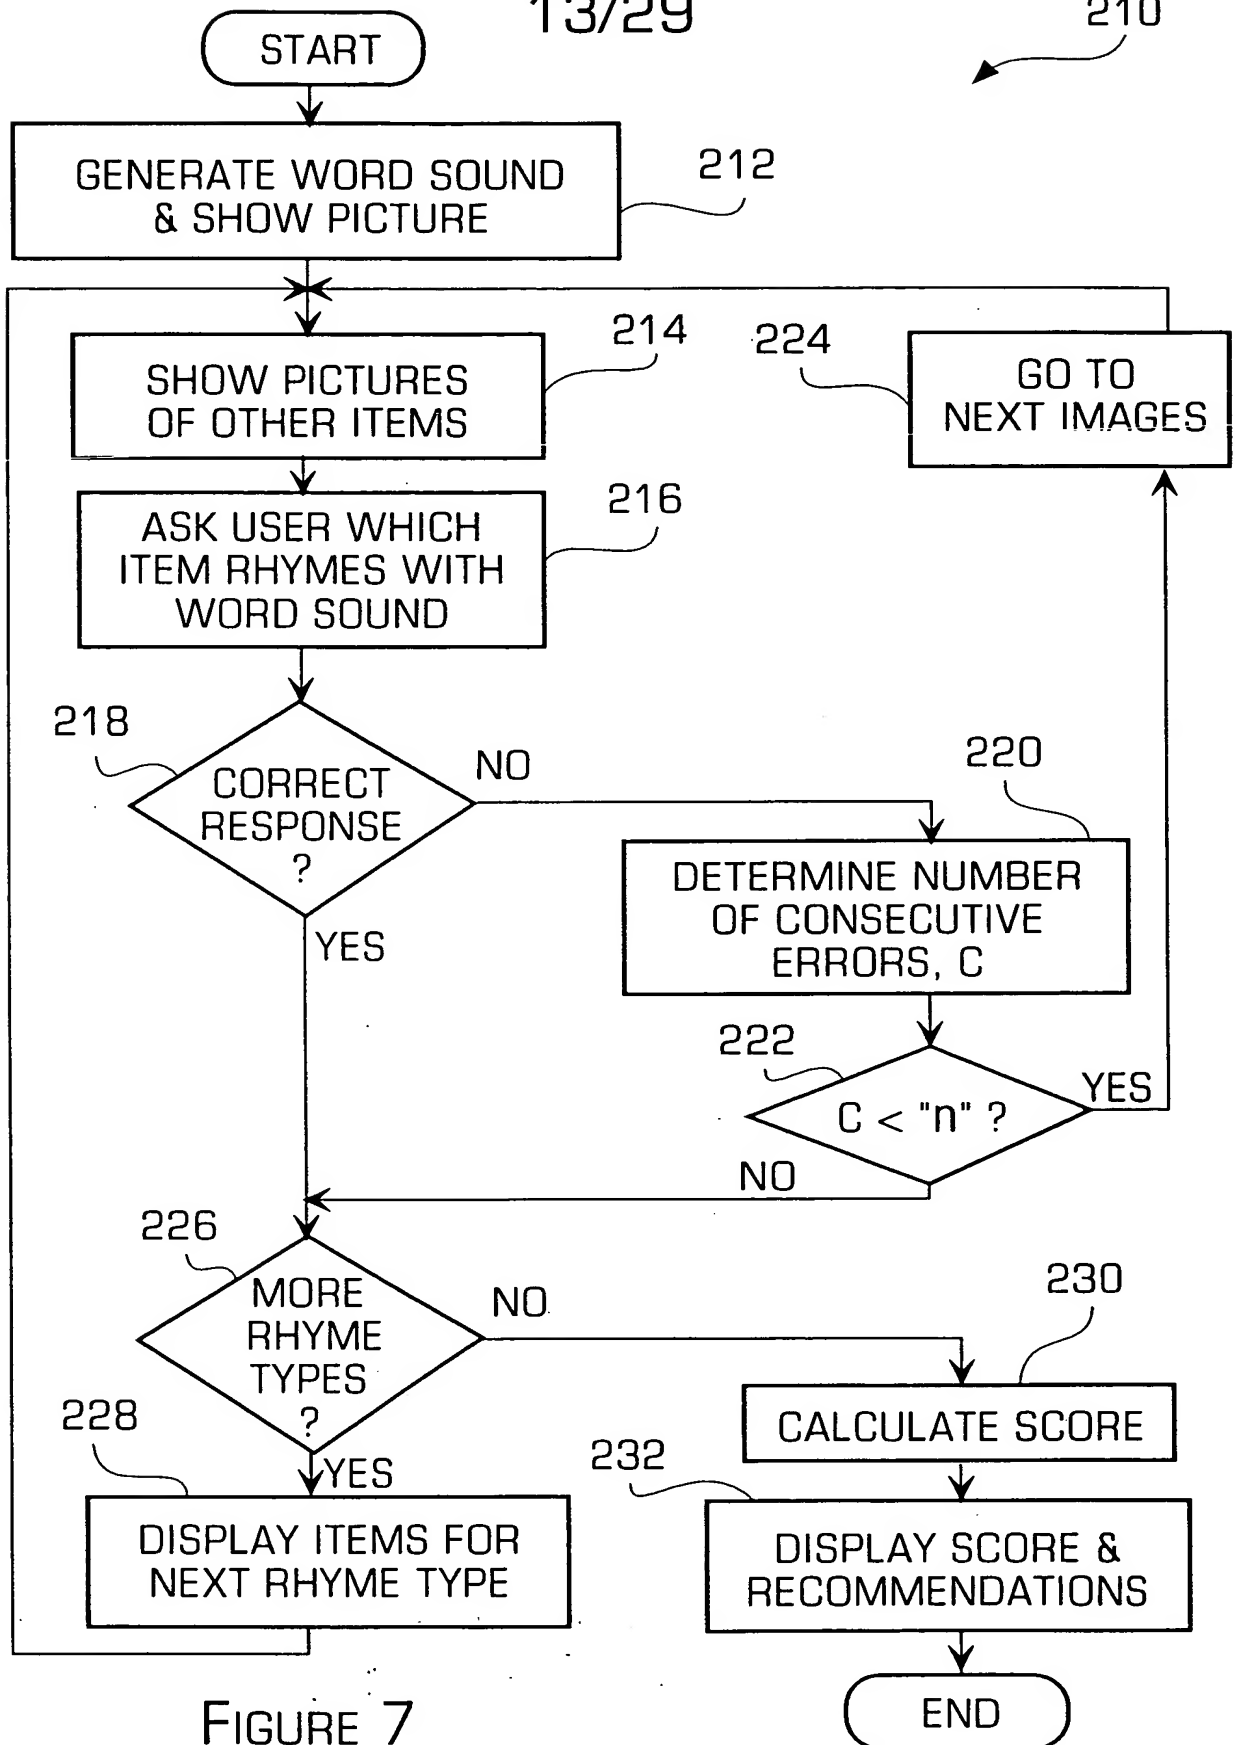 13/29
210
START
GENERATE WORD SOUND
& SHOW PICTURE
212
SHOW PICTURES
OF OTHER ITEMS
214
224
GO TO
NEXT IMAGES
ASK USER WHICH
ITEM RHYMES WITH
WORD SOUND
216
218
CORRECT
RESPONSE
?
NO
YES
220
DETERMINE NUMBER
OF CONSECUTIVE
ERRORS, C
222
C < "n" ?
YES
NO
226
MORE
RHYME
TYPES
?
NO
YES
228
DISPLAY ITEMS FOR
NEXT RHYME TYPE
230
CALCULATE SCORE
232
DISPLAY SCORE &
RECOMMENDATIONS
END
FIGURE 7